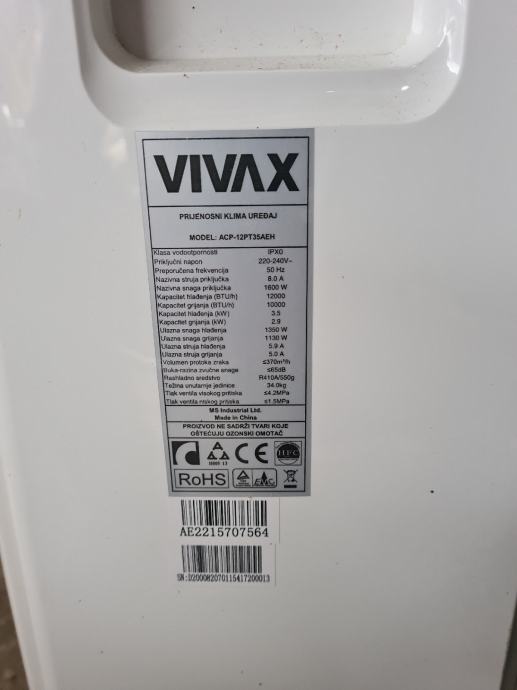 VIVAX
PRIJENOSNI KLIMA UREĐAJ
MODEL: ACP-12PT35AEH
Klasa vodootpornosti IPX0
Priključni napon 220-240V~
Preporučena frekvencija 50 Hz
Nazivna struja priključka 8.0 A
Nazivna snaga priključka 1600 W
Kapacitet hlađenja (BTU/h) 12000
Kapacitet grijanja (BTU/h) 10000
Kapacitet hlađenja (kW) 3.5
Kapacitet grijanja (kW) 2.9
Ulazna snaga hlađenja 1350 W
Ulazna snaga grijanja 1130 W
Ulazna struja hlađenja 5.9 A
Ulazna struja grijanja 5.0 A
Volumen protoka zraka ≤370m³/h
Buka-razina zvučne snage ≤65dB
Rashladno sredstvo R410A/550g
Težina unutarnje jedinice 34.0kg
Tlak ventila visokog pritiska ≤4.2MPa
Tlak ventila niskog pritiska ≤1.5MPa
MS Industrial Ltd.
Made in China
PROIZVOD NE SADRŽI TVARI KOJE
OŠTEĆUJU OZONSKI OMOTAČ
CE
HFC
RoHS
EMC
AE2215707564
SN:D200082070115417200013